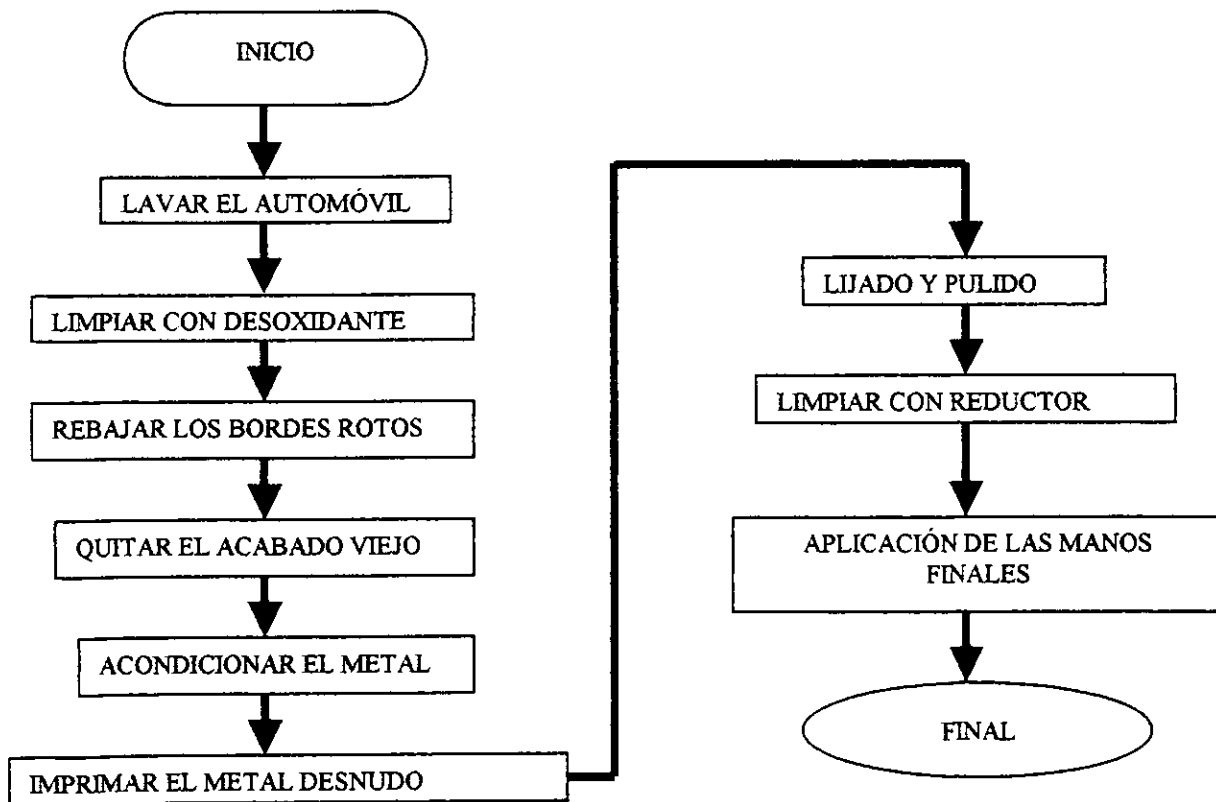 INICIO
LAVAR EL AUTOMÓVIL
LIMPIAR CON DESOXIDANTE
REBAJAR LOS BORDES ROTOS
QUITAR EL ACABADO VIEJO
ACONDICIONAR EL METAL
IMPRIMAR EL METAL DESNUDO
LIJADO Y PULIDO
LIMPIAR CON REDUCTOR
APLICACIÓN DE LAS MANOS
FINALES
FINAL